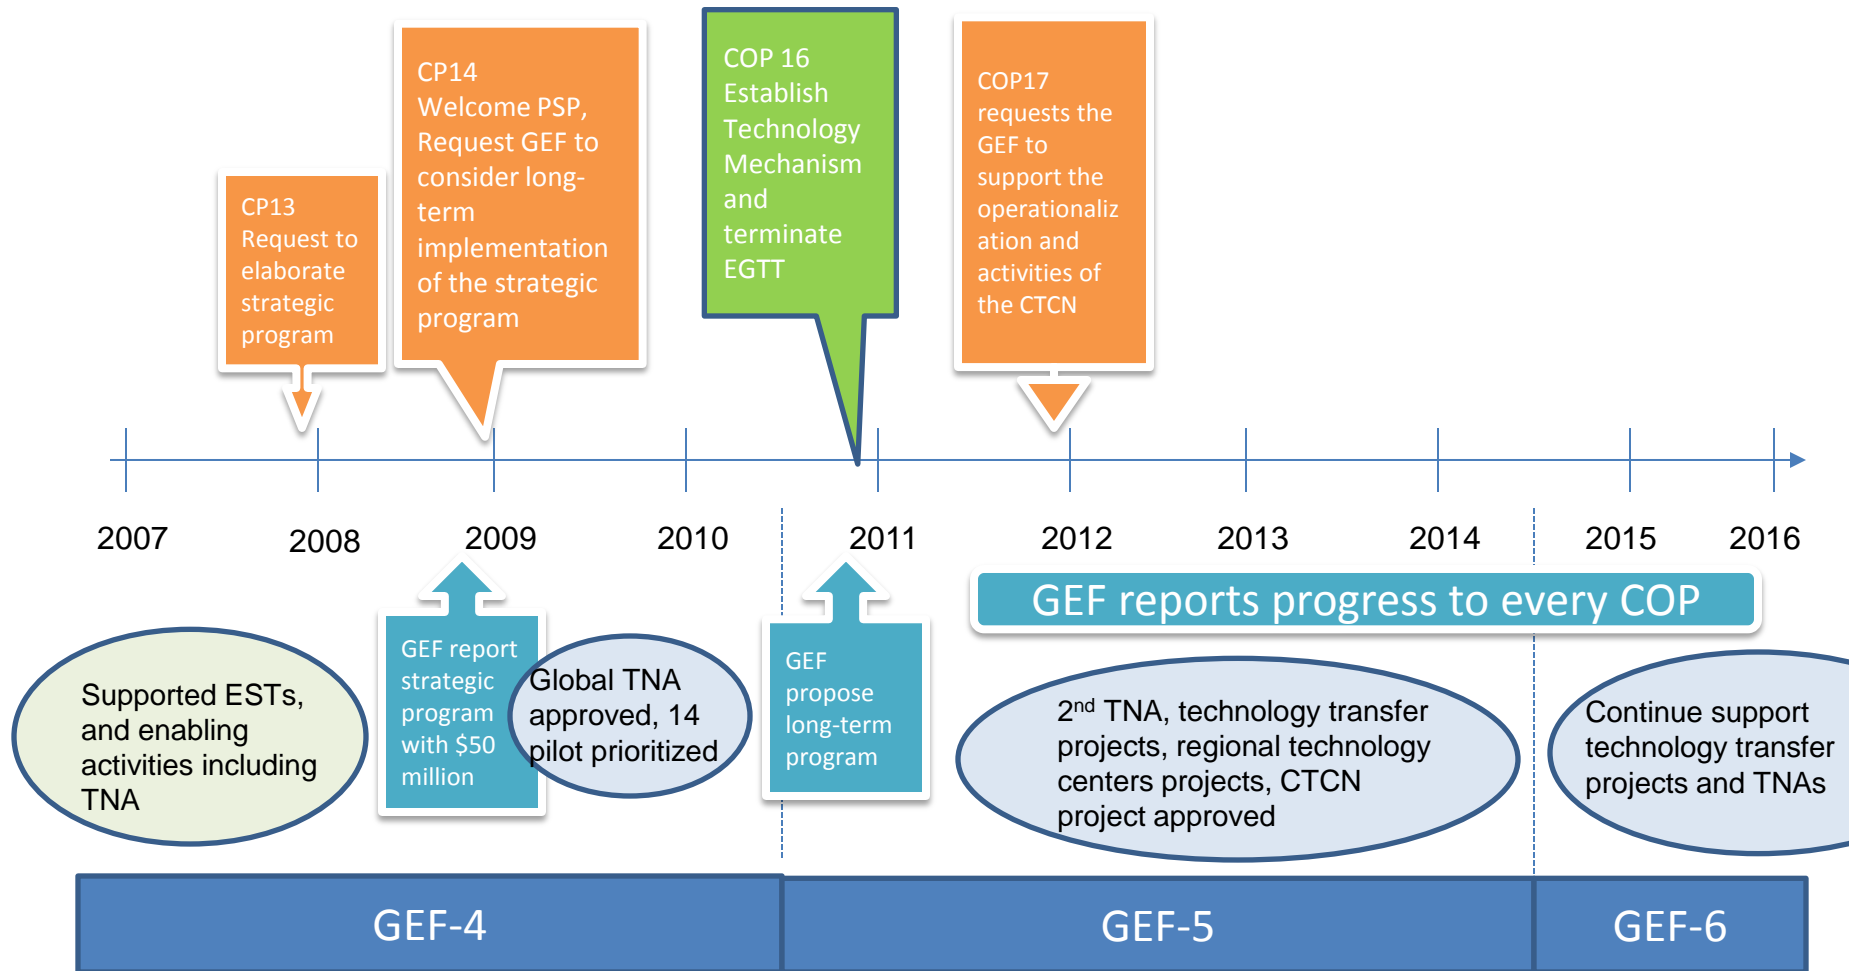 CP13
Request to
elaborate
strategic
program
CP14
Welcome PSP,
Request GEF to
consider long-
term
implementation
of the strategic
program
COP 16
Establish
Technology
Mechanism
and
terminate
EGTT
COP17
requests the
GEF to
support the
operationaliz
ation and
activities of
the CTCN
2007
2008
2009
2010
2011
2012
2013
2014
2015
2016
GEF reports progress to every COP
Supported ESTs,
and enabling
activities including
TNA
GEF report
strategic
program
with $50
million
Global TNA
approved, 14
pilot prioritized
GEF
propose
long-term
program
2nd TNA, technology transfer
projects, regional technology
centers projects, CTCN
project approved
Continue support
technology transfer
projects and TNAs
GEF-4
GEF-5
GEF-6